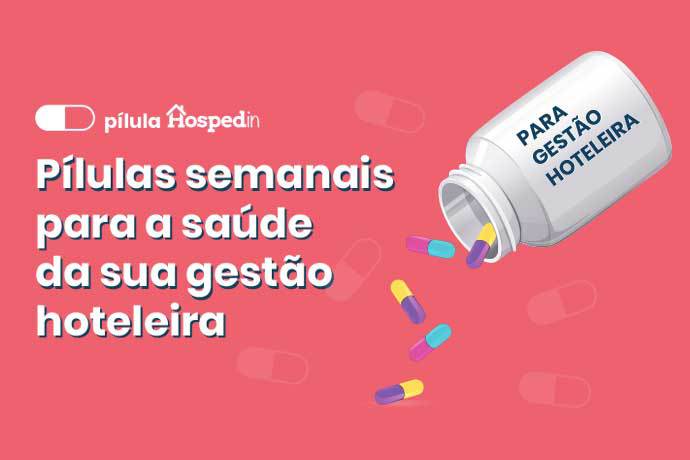 pílula Hospedin
Pílulas semanais
para a saúde
da sua gestão
hoteleira
PARA
GESTÃO
HOTELEIRA